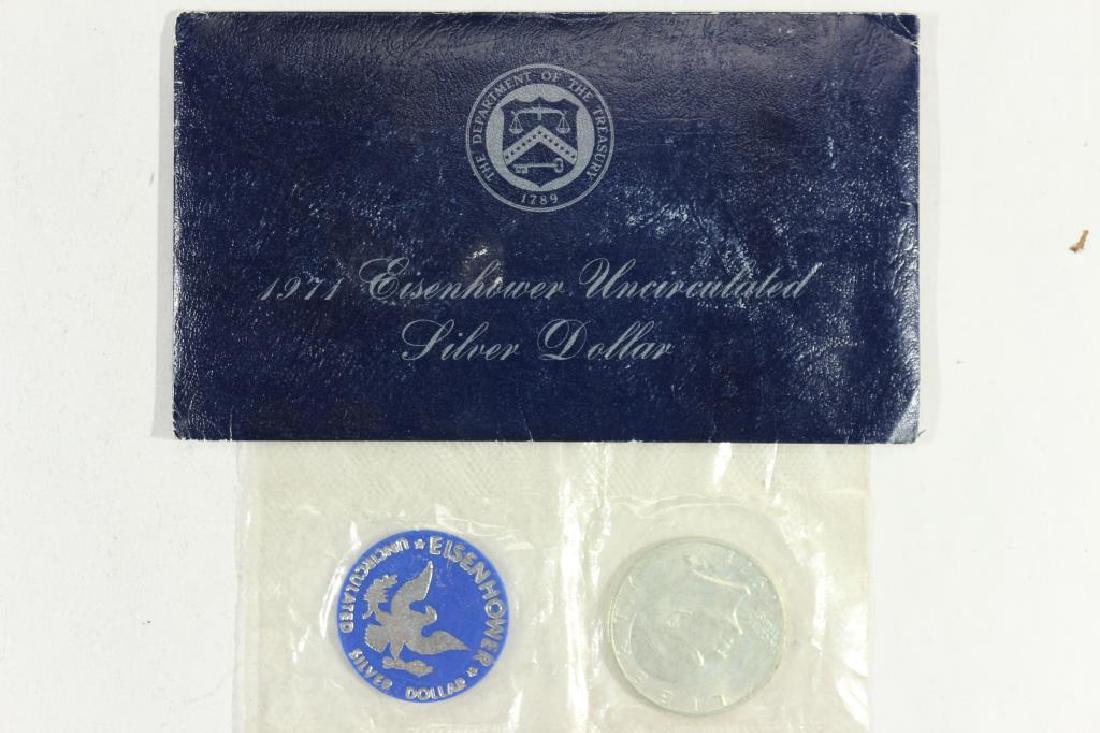 THE DEPARTMENT OF THE TREASURY
1789
1971 Eisenhower Uncirculated
Silver Dollar
EISENHOWER ★
UNCIRCULATED SILVER DOLLAR ★